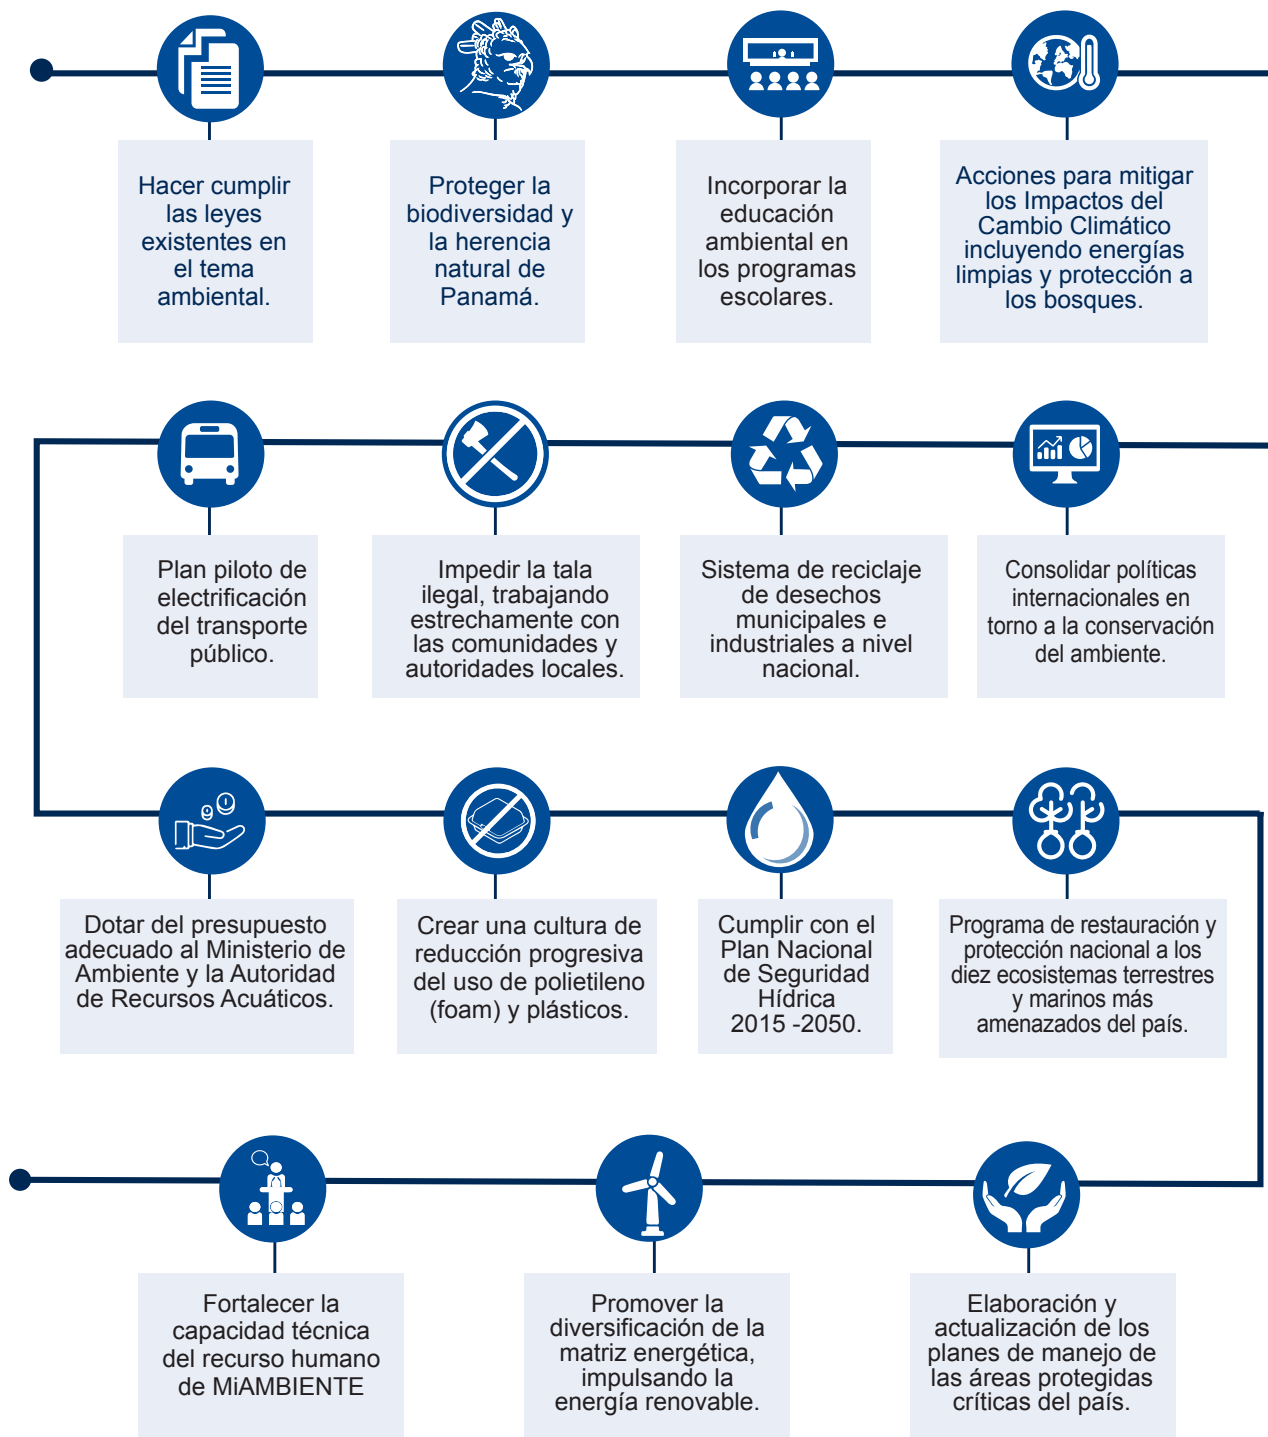 Hacer cumplir
las leyes
existentes en
el tema
ambiental.
Proteger la
biodiversidad y
la herencia
natural de
Panamá.
Incorporar la
educación
ambiental en
los programas
escolares.
Acciones para mitigar
los Impactos del
Cambio Climático
incluyendo energías
limpias y protección a
los bosques.
Plan piloto de
electrificación
del transporte
público.
Impedir la tala
ilegal, trabajando
estrechamente con
las comunidades y
autoridades locales.
Sistema de reciclaje
de desechos
municipales e
industriales a nivel
nacional.
Consolidar políticas
internacionales en
torno a la conservación
del ambiente.
Dotar del presupuesto
adecuado al Ministerio de
Ambiente y la Autoridad
de Recursos Acuáticos.
Crear una cultura de
reducción progresiva
del uso de polietileno
(foam) y plásticos.
Cumplir con el
Plan Nacional
de Seguridad
Hídrica
2015 -2050.
Programa de restauración y
protección nacional a los
diez ecosistemas terrestres
y marinos más
amenazados del país.
Fortalecer la
capacidad técnica
del recurso humano
de MiAMBIENTE
Promover la
diversificación de la
matriz energética,
impulsando la
energía renovable.
Elaboración y
actualización de los
planes de manejo de
las áreas protegidas
críticas del país.